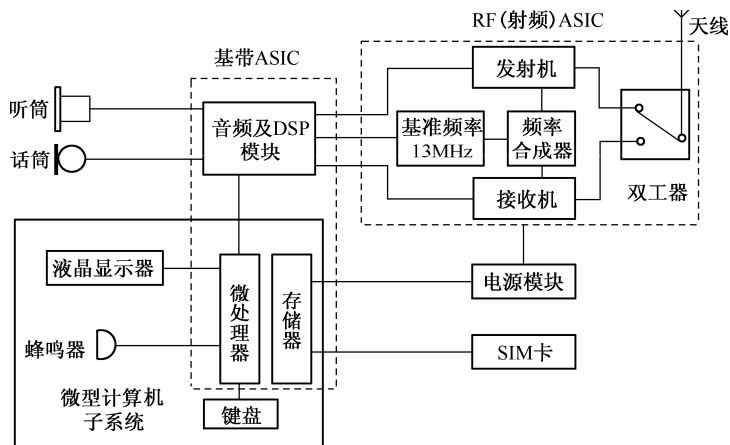 RF(射频)ASIC
天线
基带ASIC
发射机
听筒
音频及DSP
模块
基准频率
13MHz
频率
合成器
话筒
接收机
双工器
液晶显示器
微处理器
存储器
电源模块
蜂鸣器
SIM卡
微型计算机
子系统
键盘